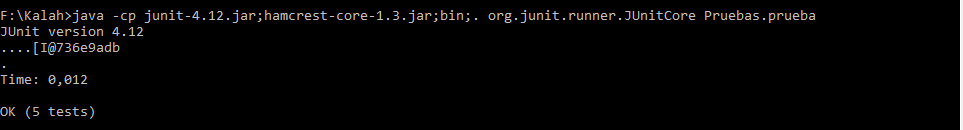 F:\Kalah>java -cp junit-4.12.jar;hamcrest-core-1.3.jar;bin;. org.junit.runner.JUnitCore Pruebas.prueba
JUnit version 4.12
....[I@736e9adb
.
Time: 0,012
OK (5 tests)